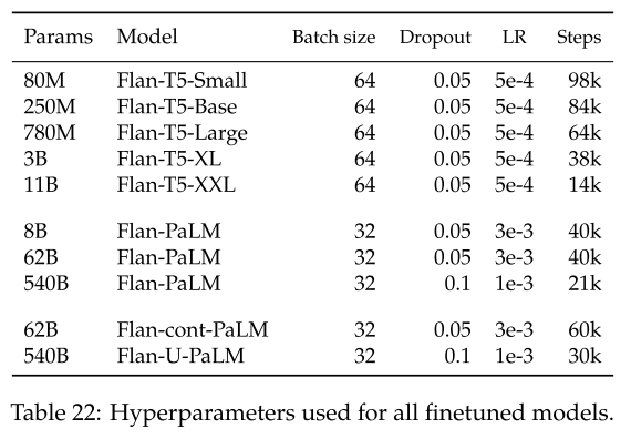 Params Model Batch size Dropout LR Steps
80M Flan-T5-Small 64 0.05 5e-4 98k
250M Flan-T5-Base 64 0.05 5e-4 84k
780M Flan-T5-Large 64 0.05 5e-4 64k
3B Flan-T5-XL 64 0.05 5e-4 38k
11B Flan-T5-XXL 64 0.05 5e-4 14k
8B Flan-PaLM 32 0.05 3e-3 40k
62B Flan-PaLM 32 0.05 3e-3 40k
540B Flan-PaLM 32 0.1 1e-3 21k
62B Flan-cont-PaLM 32 0.05 3e-3 60k
540B Flan-U-PaLM 32 0.1 1e-3 30k
Table 22: Hyperparameters used for all finetuned models.